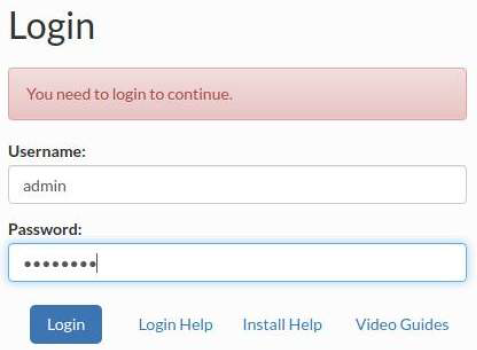 Login
You need to login to continue.
Username:
admin
Password:
••••••••
Login Login Help Install Help Video Guides